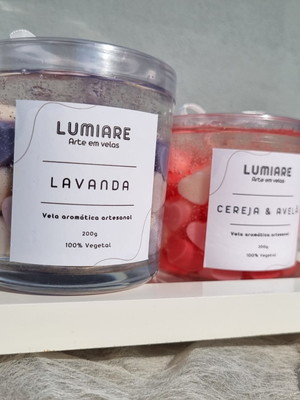 LUMIARE
Arte em velas
LAVANDA
Vela aromática artesanal
200g
100% Vegetal
LUMIARE
Arte em velas
CEREJA & AVELÃ
Vela aromática artesanal
200g
100% Vegetal